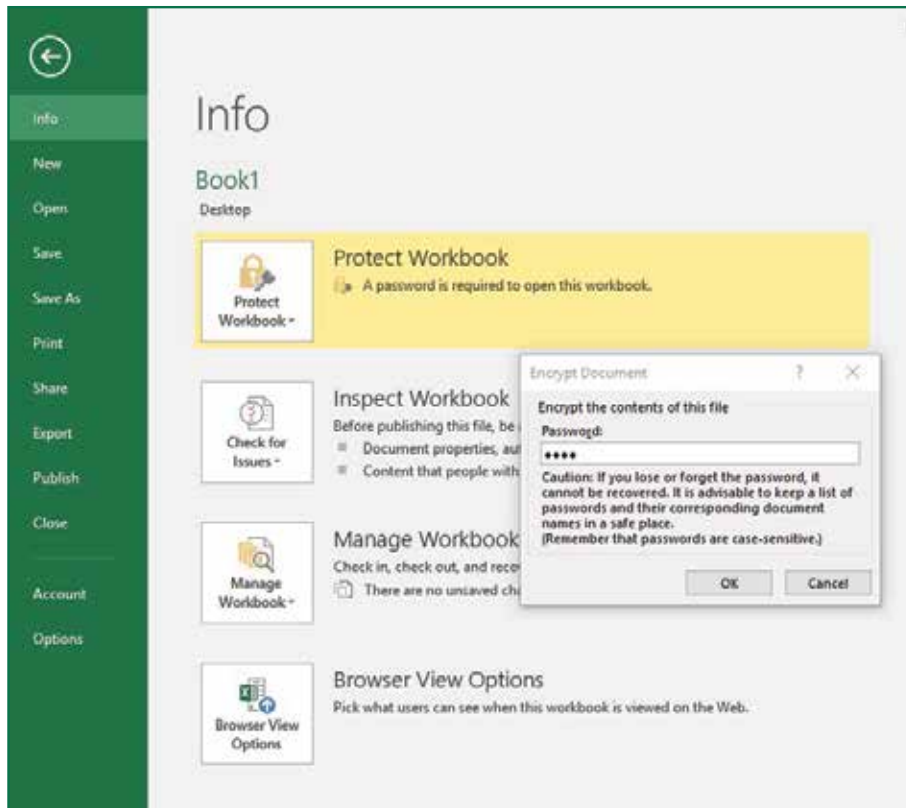 Info
New
Open
Save
Save As
Print
Share
Export
Publish
Close
Account
Options
Info
Book1
Desktop
Protect
Workbook
Protect Workbook
A password is required to open this workbook.
Check for
Issues
Inspect Workbook
Before publishing this file, be
Document properties, aut
Content that people with
Manage
Workbook
Manage Workbook
Check in, check out, and reco
There are no unsaved cha
Browser View
Options
Browser View Options
Pick what users can see when this workbook is viewed on the Web.
Encrypt Document ?
Encrypt the contents of this file
Password:
••••
Caution: If you lose or forget the password, it
cannot be recovered. It is advisable to keep a list of
passwords and their corresponding document
names in a safe place.
(Remember that passwords are case-sensitive.)
OK
Cancel